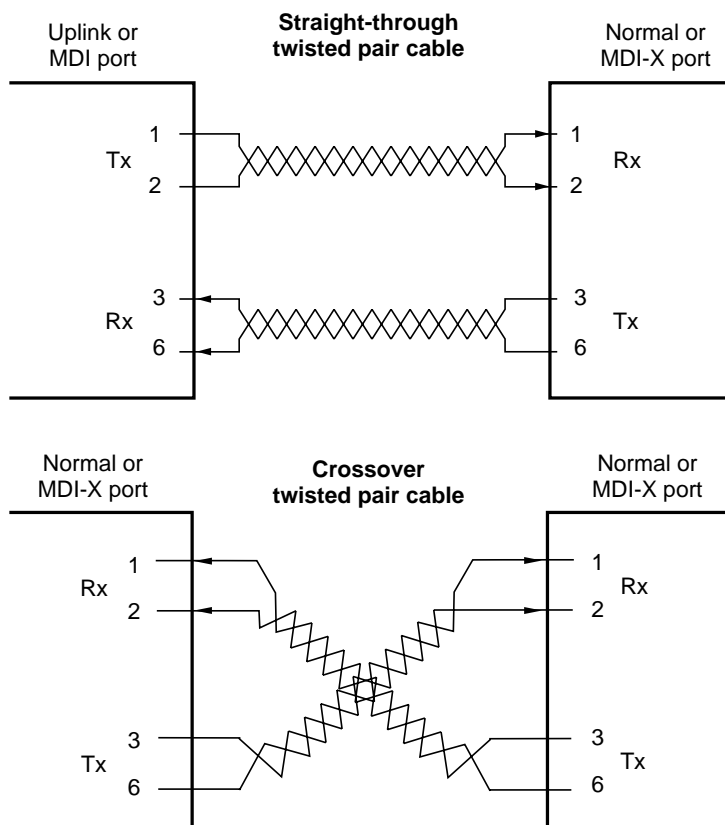 Uplink or
MDI port
Straight-through
twisted pair cable
Normal or
MDI-X port
1
Tx
2
1
Rx
2
3
Rx
6
3
Tx
6
Normal or
MDI-X port
Crossover
twisted pair cable
Normal or
MDI-X port
1
Rx
2
1
Rx
2
3
Tx
6
3
Tx
6